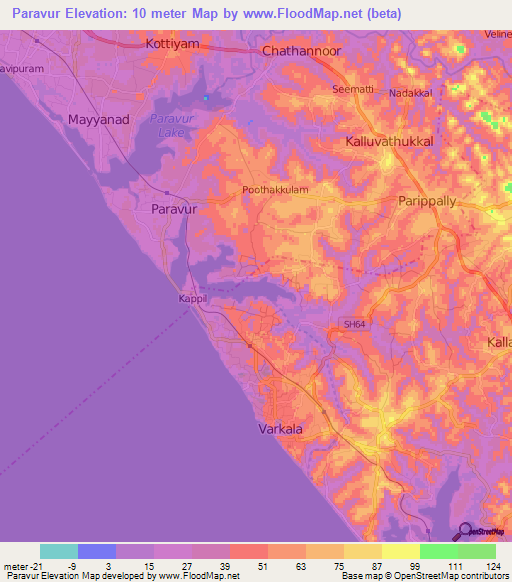 Paravur Elevation: 10 meter Map by www.FloodMap.net (beta)
Kottiyam
Veline
Chathannoor
avipuram
Seematti
Nadakkal
Mayyanad
Paravur
Lake
Kalluvathukkal
Poothakkulam
Parippally
Paravur
Kappil
SH64
Kalla
Varkala
OpenStreetMap
meter -21 -9 3 15 27 39 51 63 75 87 99 111 124
Paravur Elevation Map developed by www.FloodMap.net
Base map © OpenStreetMap contributors